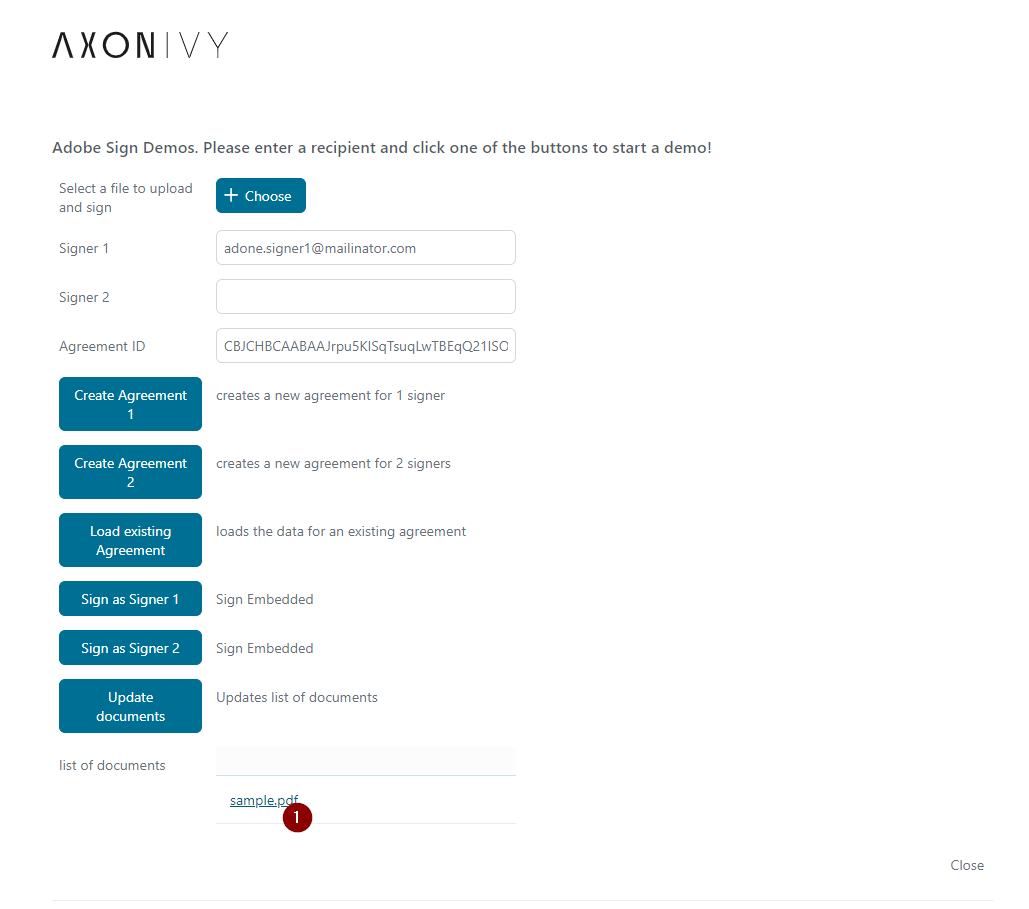 AXONIVY
Adobe Sign Demos. Please enter a recipient and click one of the buttons to start a demo!
Select a file to upload
and sign
+ Choose
Signer 1
adone.signer1@mailinator.com
Signer 2
Agreement ID
CBJCHBCAABAAJrpu5KISqTsuqLwTBEqQ21ISO
Create Agreement
1
creates a new agreement for 1 signer
Create Agreement
2
creates a new agreement for 2 signers
Load existing
Agreement
loads the data for an existing agreement
Sign as Signer 1
Sign Embedded
Sign as Signer 2
Sign Embedded
Update
documents
Updates list of documents
list of documents
sample.pdf
1
Close